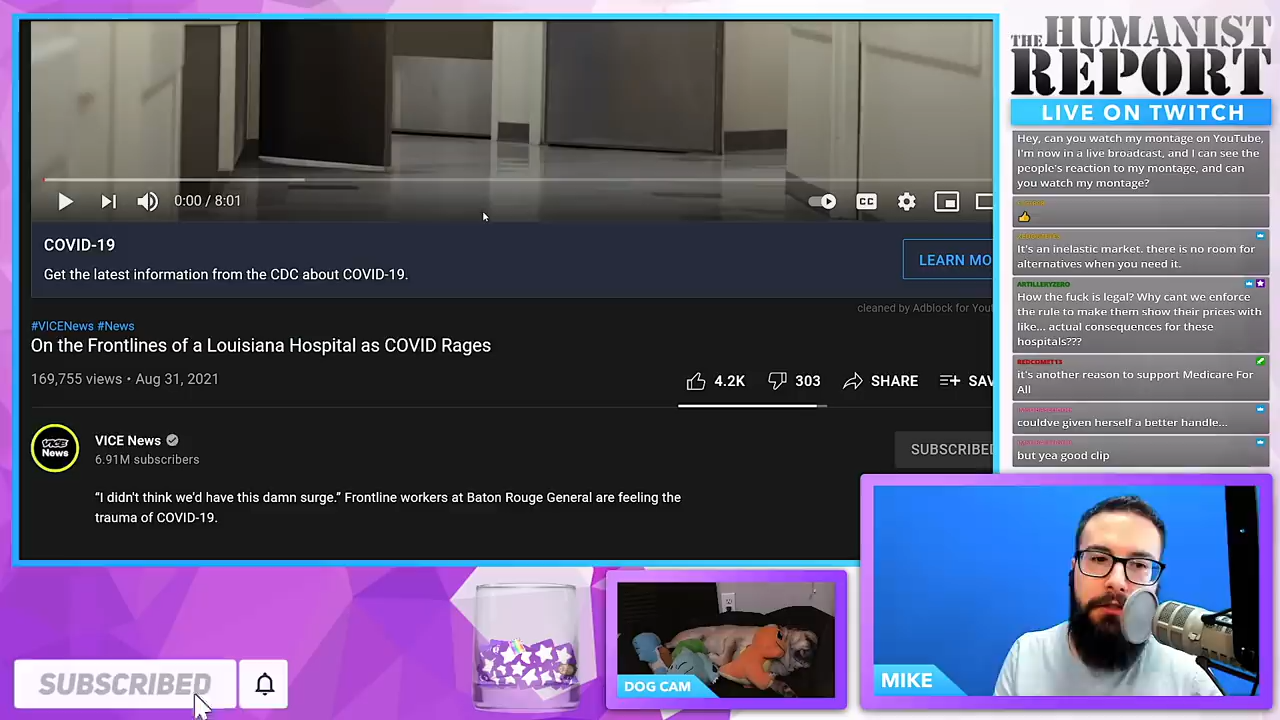 0:00 / 8:01
CC
COVID-19
Get the latest information from the CDC about COVID-19.
LEARN MO
cleaned by Adblock for Yout
#VICENews #News
On the Frontlines of a Louisiana Hospital as COVID Rages
169,755 views • Aug 31, 2021
4.2K
303
SHARE
SAV
VICE News
VICE
News
6.91M subscribers
SUBSCRIBED
“I didn't think we'd have this damn surge.” Frontline workers at Baton Rouge General are feeling the
trauma of COVID-19.
THE HUMANIST
REPORT
LIVE ON TWITCH
Hey, can you watch my montage on YouTube,
I'm now in a live broadcast, and I can see the
people's reaction to my montage, and can
you watch my montage?
It's an inelastic market. there is no room for
alternatives when you need it.
ARTILLERYZERO
How the fuck is legal? Why cant we enforce
the rule to make them show their prices with
like... actual consequences for these
hospitals???
REDCOMET13
it's another reason to support Medicare For
All
couldve given herself a better handle...
but yea good clip
SUBSCRIBED
DOG CAM
MIKE